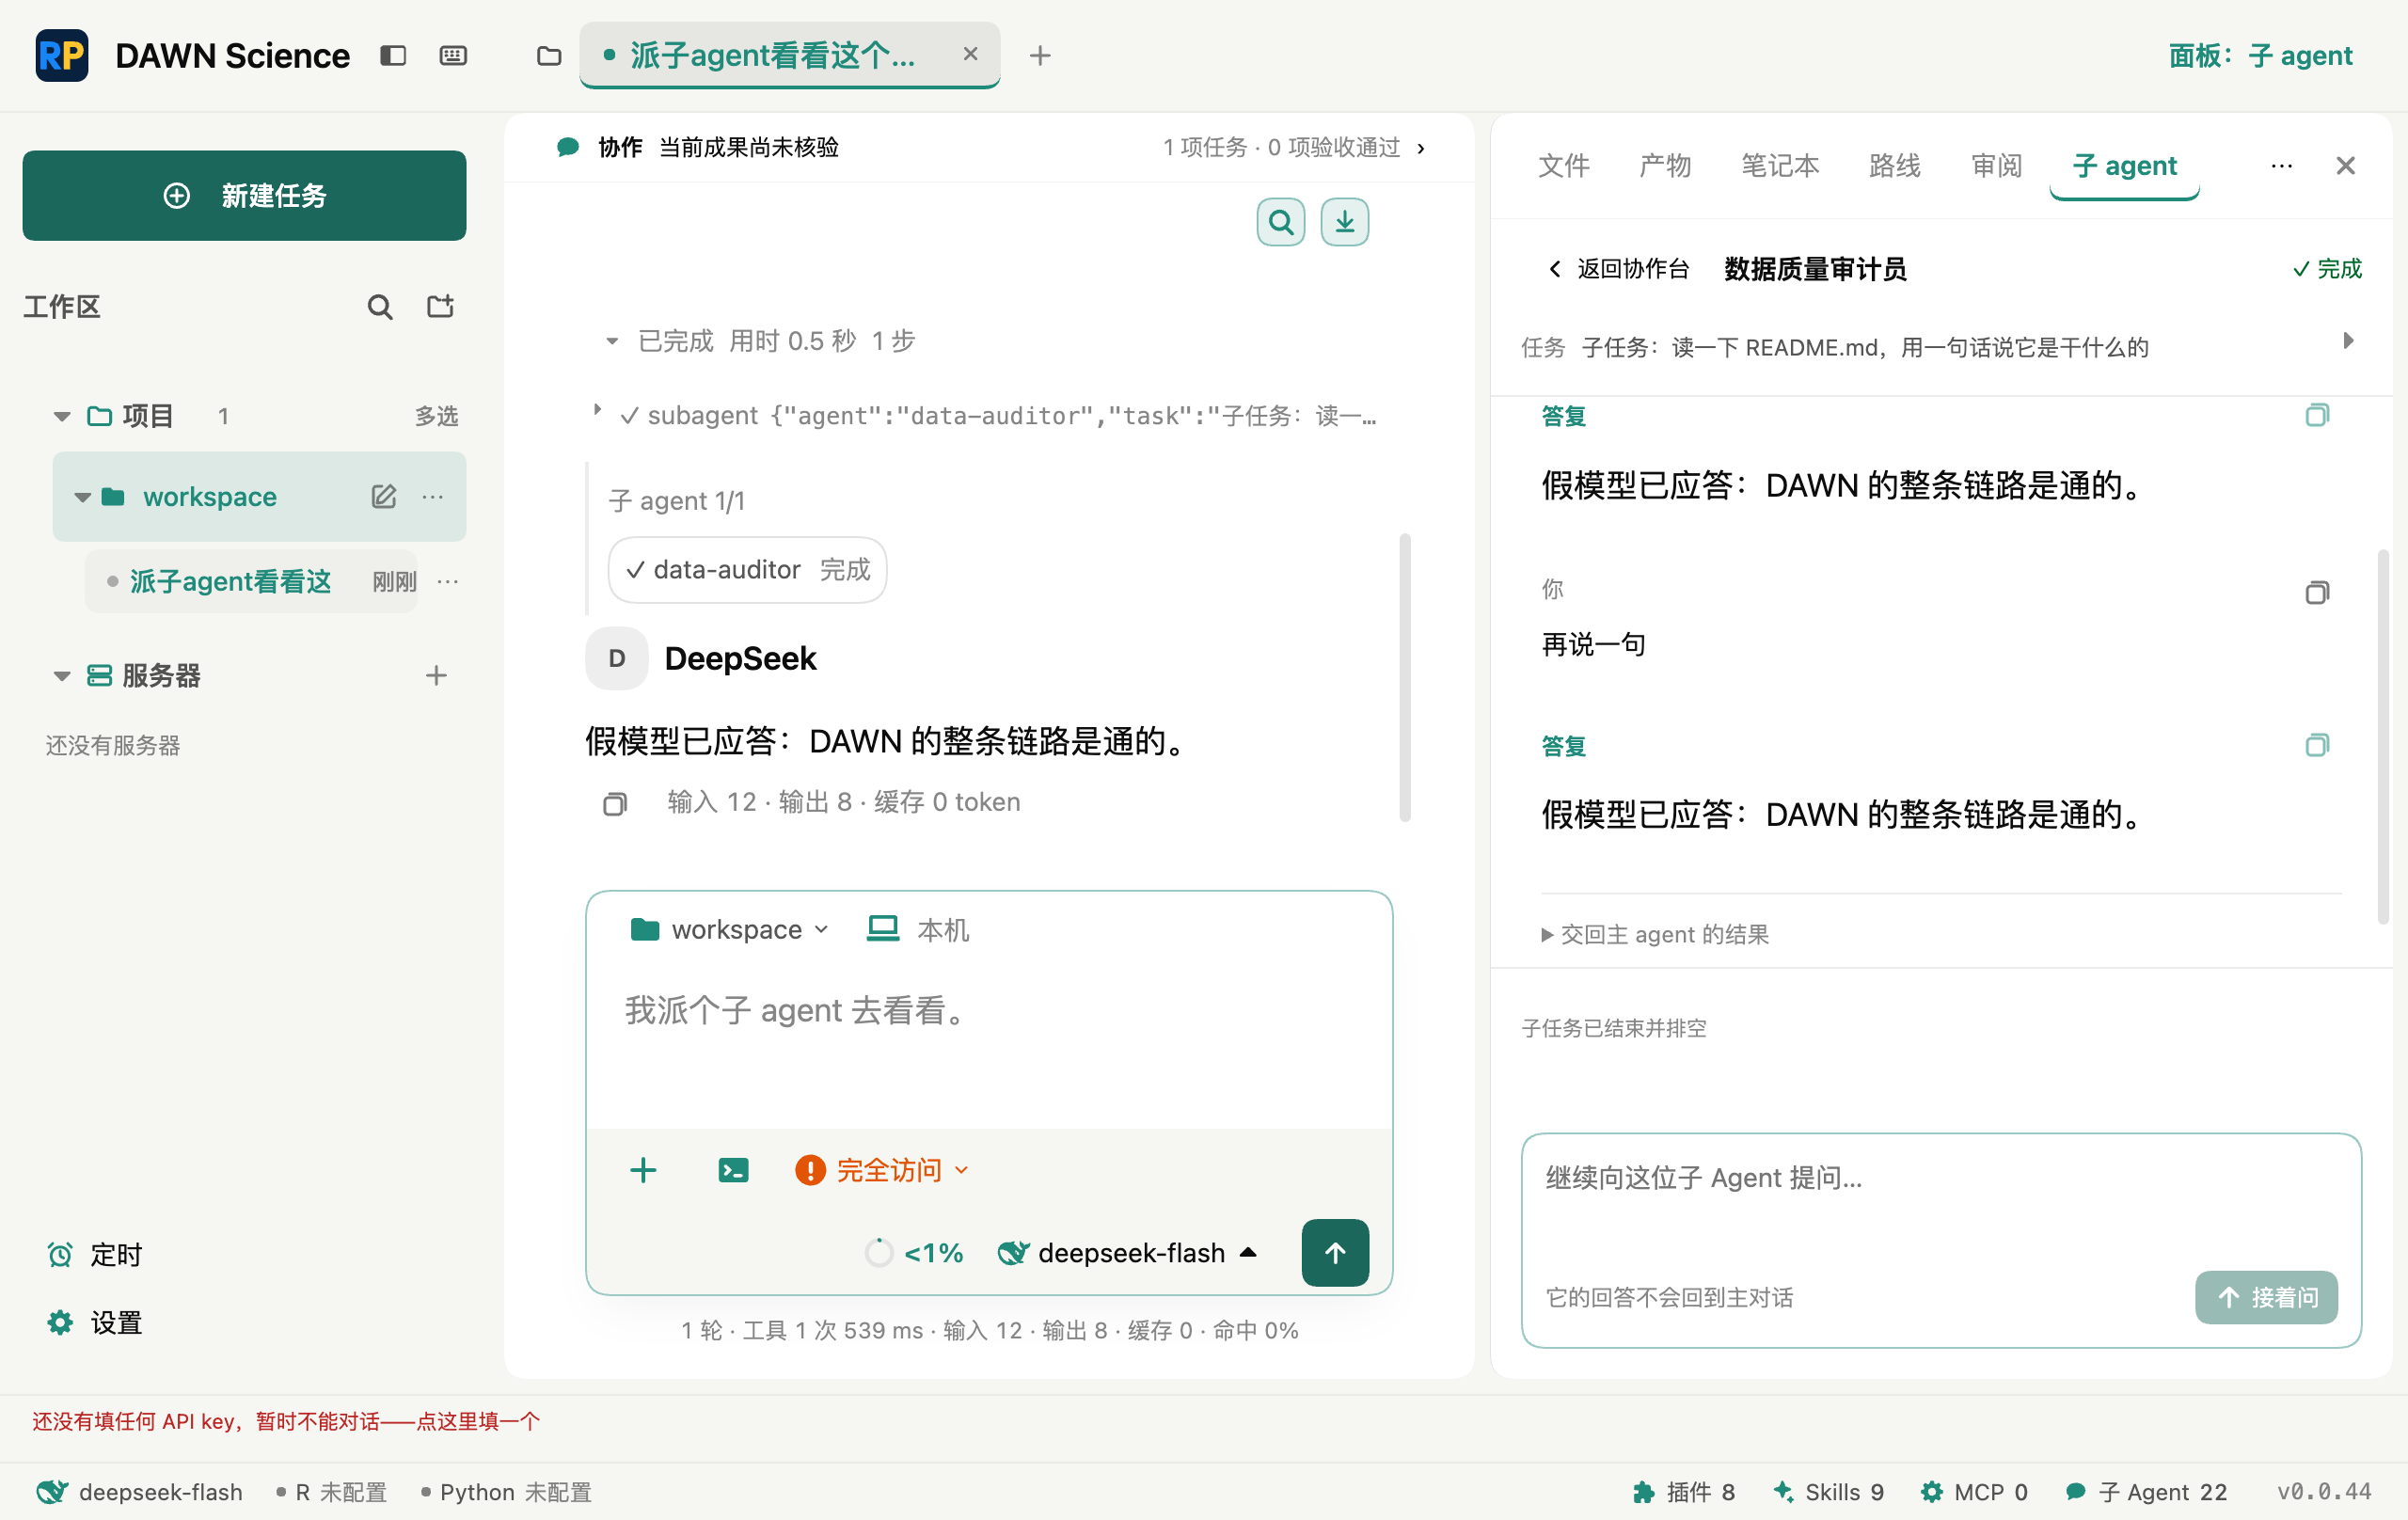 RP DAWN Science
派子agent看看这个...
面板：子 agent
新建任务
工作区
项目 1 多选
workspace
派子agent看看这 刚刚
服务器
还没有服务器
定时
设置
协作 当前成果尚未核验 1 项任务 · 0 项验收通过
已完成 用时 0.5 秒 1 步
subagent {"agent":"data-auditor","task":"子任务：读一…
子 agent 1/1
data-auditor 完成
D DeepSeek
假模型已应答：DAWN 的整条链路是通的。
输入 12 · 输出 8 · 缓存 0 token
workspace 本机
我派个子 agent 去看看。
完全访问
<1% deepseek-flash
1 轮 · 工具 1 次 539 ms · 输入 12 · 输出 8 · 缓存 0 · 命中 0%
文件 产物 笔记本 路线 审阅 子 agent
返回协作台 数据质量审计员 完成
任务 子任务：读一下 README.md，用一句话说它是干什么的
答复
假模型已应答：DAWN 的整条链路是通的。
你
再说一句
答复
假模型已应答：DAWN 的整条链路是通的。
交回主 agent 的结果
子任务已结束并排空
继续向这位子 Agent 提问...
它的回答不会回到主对话 接着问
还没有填任何 API key，暂时不能对话——点这里填一个
deepseek-flash R 未配置 Python 未配置 插件 8 Skills 9 MCP 0 子 Agent 22 v0.0.44